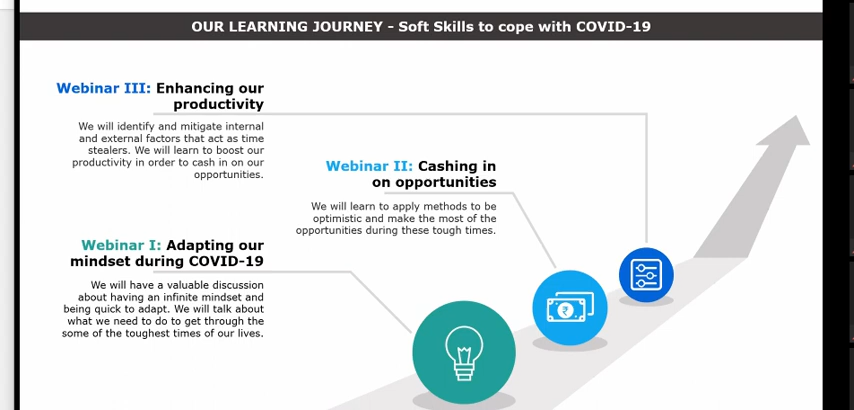 OUR LEARNING JOURNEY - Soft Skills to cope with COVID-19
Webinar III: Enhancing our
productivity
We will identify and mitigate internal
and external factors that act as time
stealers. We will learn to boost our
productivity in order to cash in on our
opportunities.
Webinar II: Cashing in
on opportunities
We will learn to apply methods to be
optimistic and make the most of the
opportunities during these tough times.
Webinar I: Adapting our
mindset during COVID-19
We will have a valuable discussion
about having an infinite mindset and
being quick to adapt. We will talk about
what we need to do to get through the
some of the toughest times of our lives.
₹